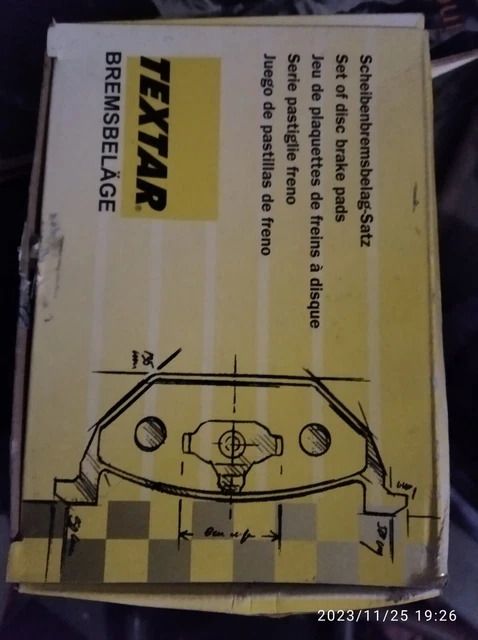 Scheibenbremsbelag-Satz
Set of disc brake pads
Jeu de plaquettes de freins à disque
Serie pastiglie freno
Juego de pastillas de freno
TEXTAR®
BREMSBELÄGE
2023/11/25 19:26